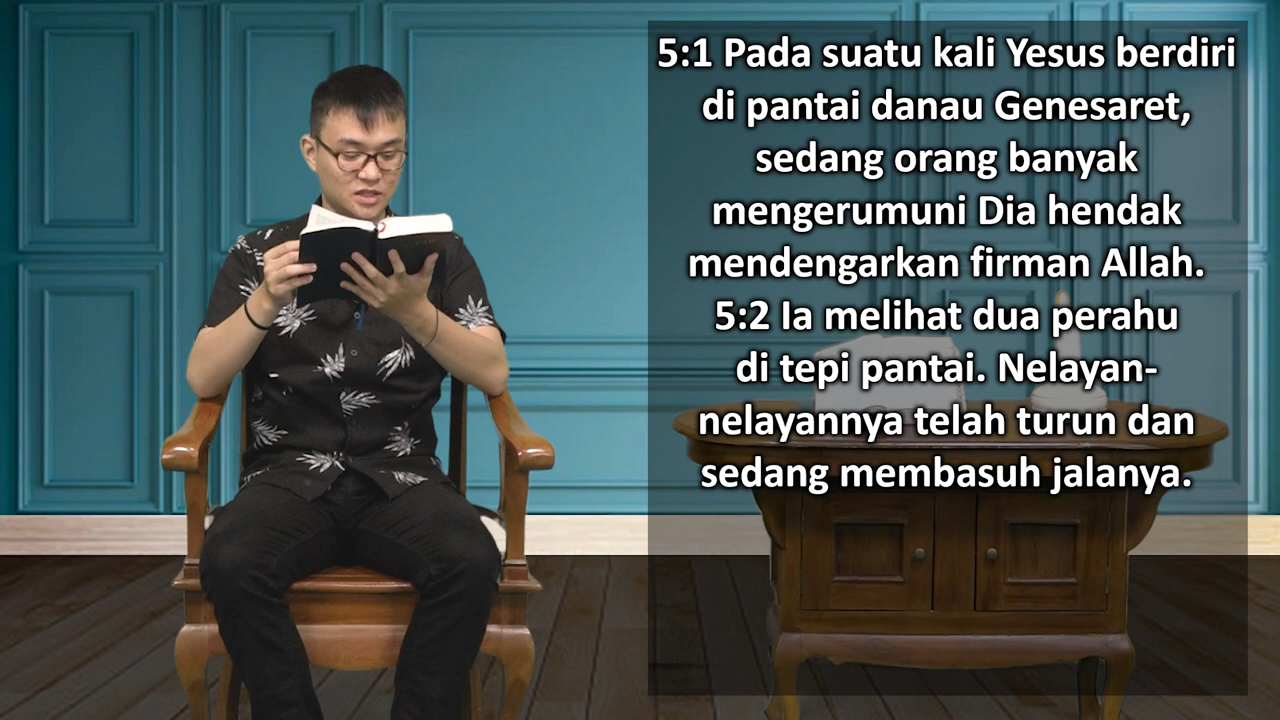 5:1 Pada suatu kali Yesus berdiri
di pantai danau Genesaret,
sedang orang banyak
mengerumuni Dia hendak
mendengarkan firman Allah.
5:2 Ia melihat dua perahu
di tepi pantai. Nelayan-
nelayannya telah turun dan
sedang membasuh jalanya.